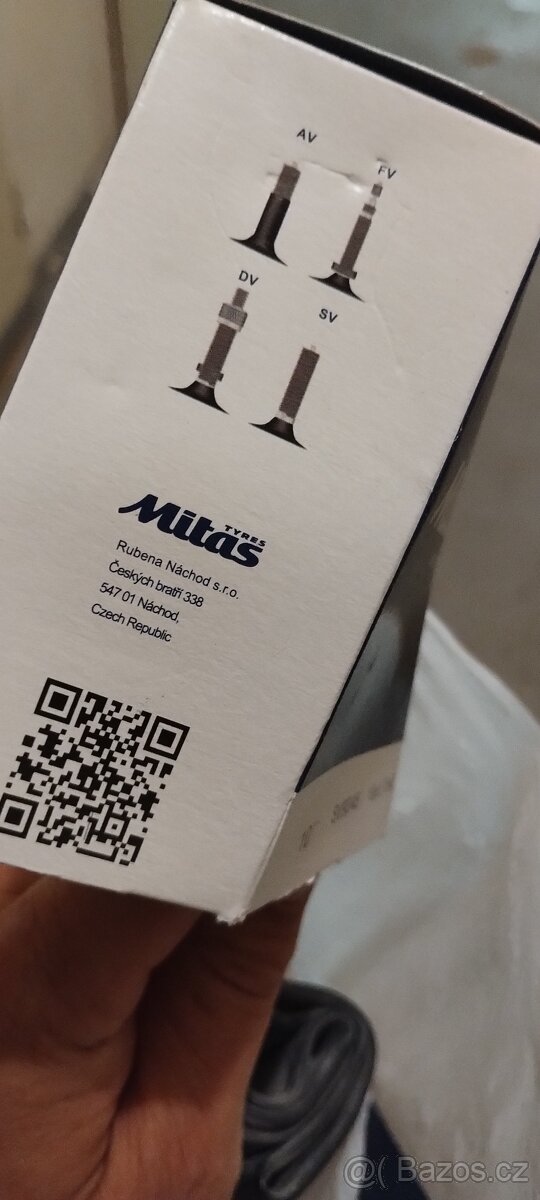 AV
FV
DV
SV
Mitas
TYRES
Rubena Náchod s.r.o.
Českých bratří 338
547 01 Náchod,
Czech Republic
@( Bazos.cz